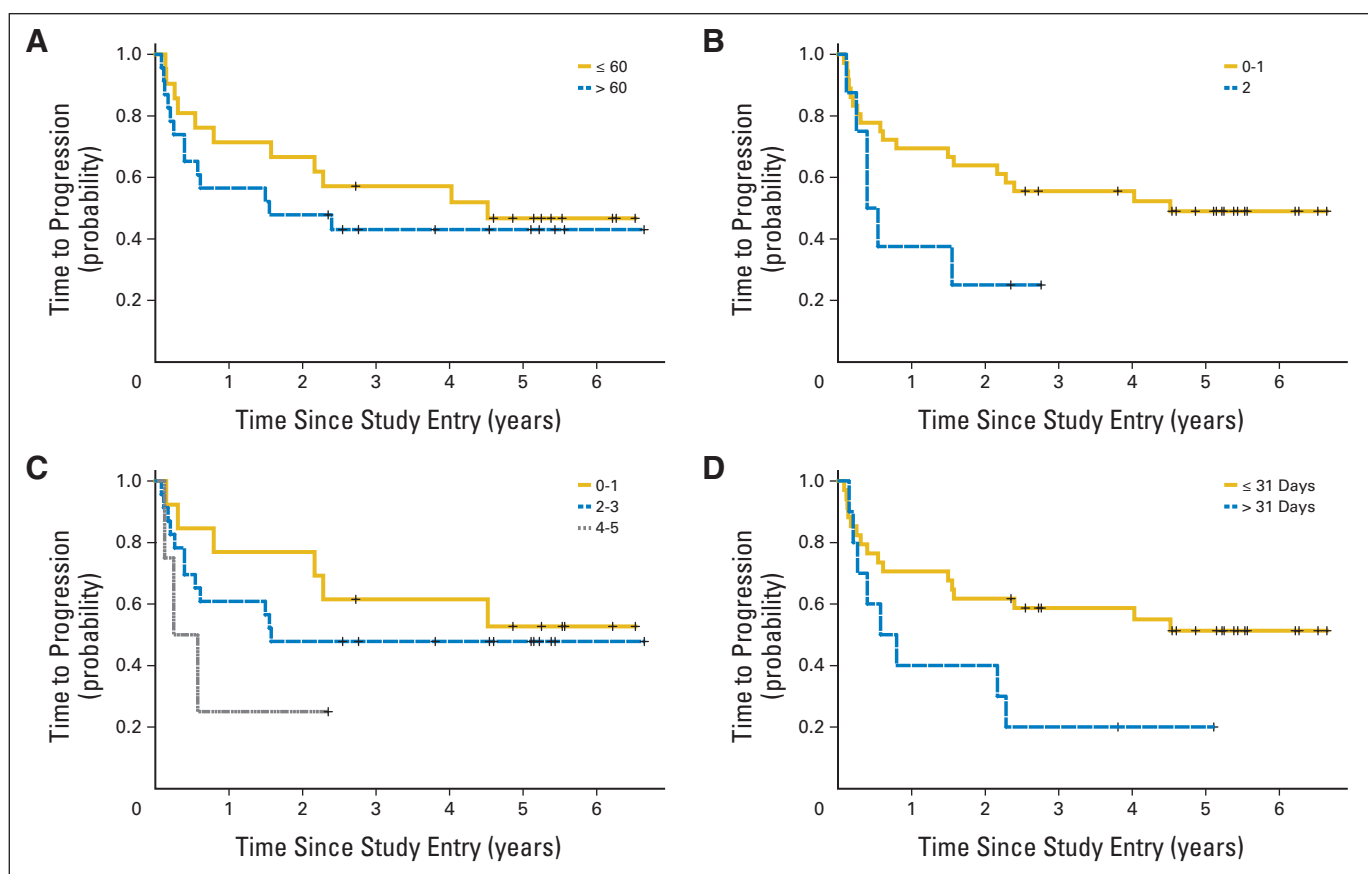 A
1.0
0.8
0.6
0.4
0.2
0
1 2 3 4 5 6
Time to Progression
(probability)
Time Since Study Entry (years)
≤ 60
> 60
B
1.0
0.8
0.6
0.4
0.2
0
1 2 3 4 5 6
Time to Progression
(probability)
Time Since Study Entry (years)
0-1
2
C
1.0
0.8
0.6
0.4
0.2
0
1 2 3 4 5 6
Time to Progression
(probability)
Time Since Study Entry (years)
0-1
2-3
4-5
D
1.0
0.8
0.6
0.4
0.2
0
1 2 3 4 5 6
Time to Progression
(probability)
Time Since Study Entry (years)
≤ 31 Days
> 31 Days